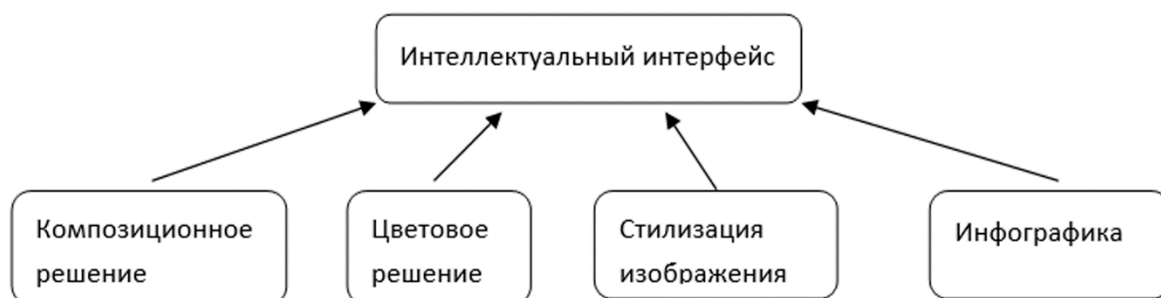 Интеллектуальный интерфейс
Композиционное
решение
Цветовое
решение
Стилизация
изображения
Инфографика